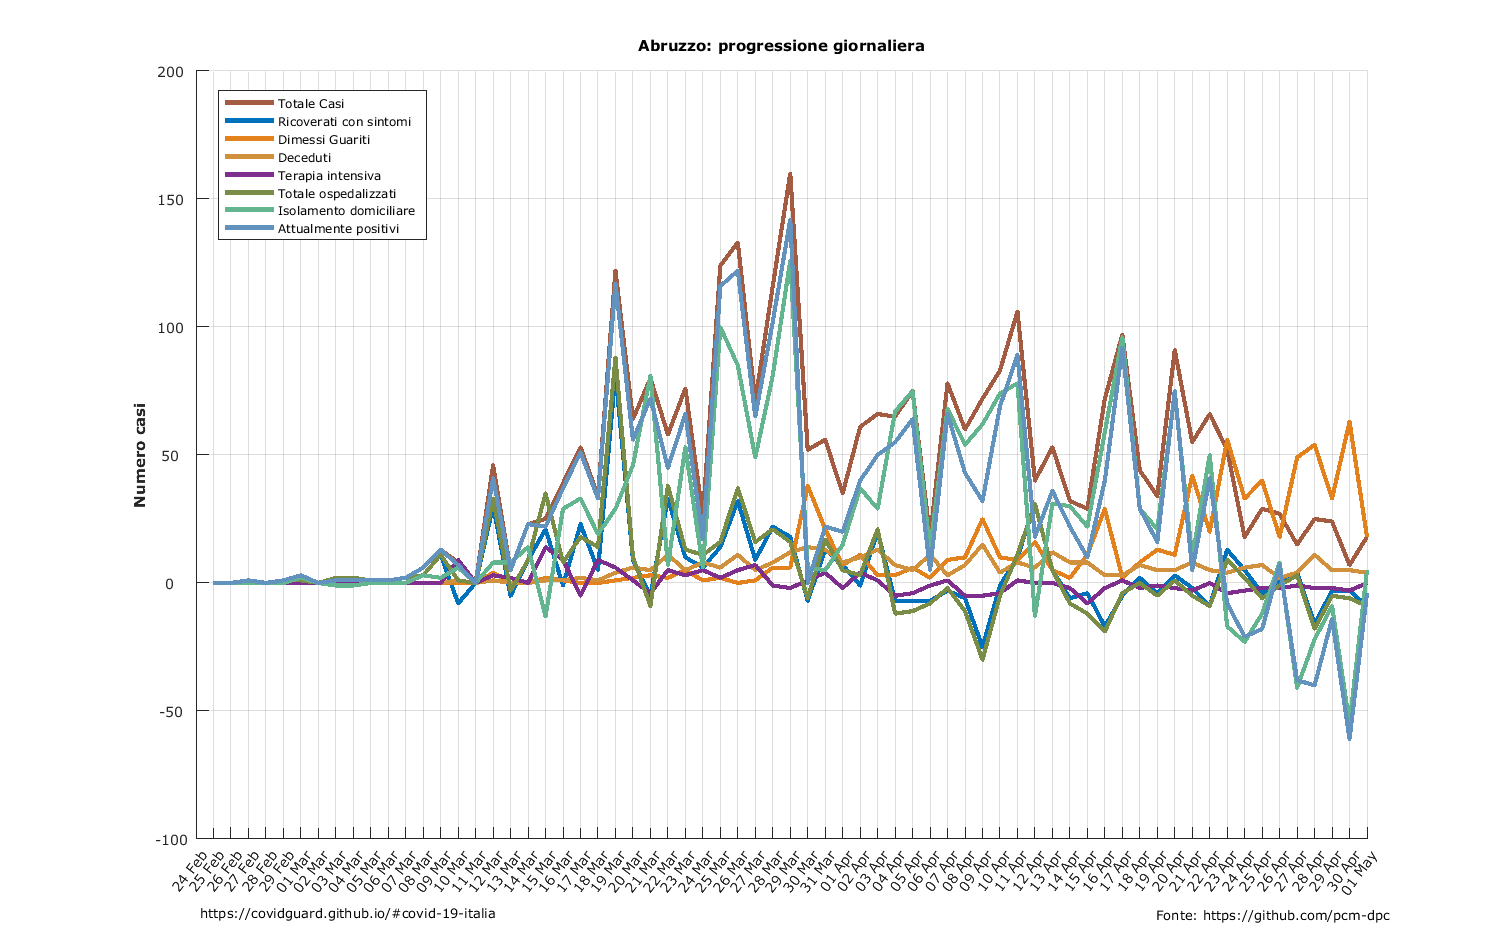 Abruzzo: progressione giornaliera
200
150
100
50
0
-50
-100
Numero casi
Totale Casi
Ricoverati con sintomi
Dimessi Guariti
Deceduti
Terapia intensiva
Totale ospedalizzati
Isolamento domiciliare
Attualmente positivi
24 Feb
25 Feb
26 Feb
27 Feb
28 Feb
29 Feb
01 Mar
02 Mar
03 Mar
04 Mar
05 Mar
06 Mar
07 Mar
08 Mar
09 Mar
10 Mar
11 Mar
12 Mar
13 Mar
14 Mar
15 Mar
16 Mar
17 Mar
18 Mar
19 Mar
20 Mar
21 Mar
22 Mar
23 Mar
24 Mar
25 Mar
26 Mar
27 Mar
28 Mar
29 Mar
30 Mar
31 Mar
01 Apr
02 Apr
03 Apr
04 Apr
05 Apr
06 Apr
07 Apr
08 Apr
09 Apr
10 Apr
11 Apr
12 Apr
13 Apr
14 Apr
15 Apr
16 Apr
17 Apr
18 Apr
19 Apr
20 Apr
21 Apr
22 Apr
23 Apr
24 Apr
25 Apr
26 Apr
27 Apr
28 Apr
29 Apr
30 Apr
01 May
https://covidguard.github.io/#covid-19-italia
Fonte: https://github.com/pcm-dpc